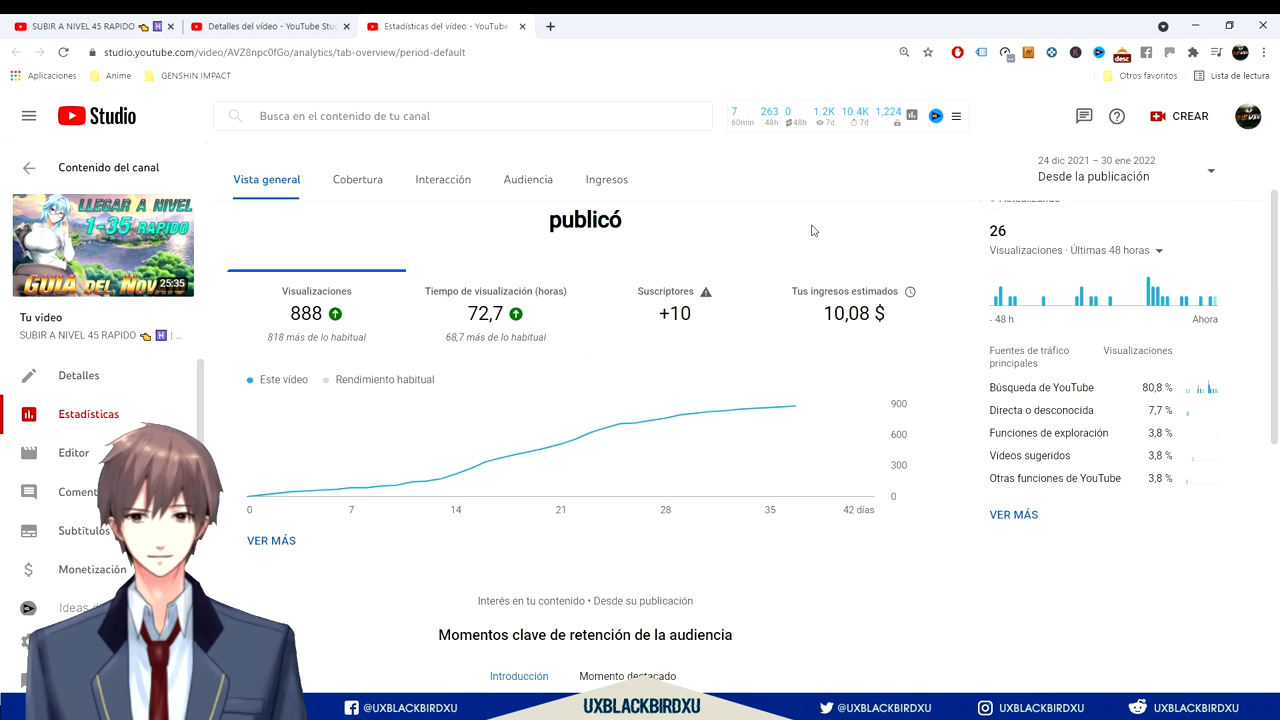 SUBIR A NIVEL 45 RAPIDO 👈 H
Detalles del vídeo - YouTube Stu
Estadísticas del vídeo - YouTube
studio.youtube.com/video/AVZ8npc0fGo/analytics/tab-overview/period-default
desc
Aplicaciones
Anime
GENSHIN IMPACT
Otros favoritos
Lista de lectura
Studio
Busca en el contenido de tu canal
7 263 0 1.2K 10.4K 1,224
60min 48h 48h 7d 7d
CREAR
Contenido del canal
Vista general
Cobertura
Interacción
Audiencia
Ingresos
24 dic 2021 – 30 ene 2022
Desde la publicación
LLEGAR A NIVEL
1-35 RAPIDO
GUIA DEL NOVATO
25:35
Tu vídeo
SUBIR A NIVEL 45 RAPIDO 👈 H | ...
Detalles
Estadísticas
Editor
Coment
Subtítulos
Monetización
Ideas d
publicó
Visualizaciones
888
818 más de lo habitual
Tiempo de visualización (horas)
72,7
68,7 más de lo habitual
Suscriptores
+10
Tus ingresos estimados
10,08 $
Este vídeo
Rendimiento habitual
900
600
300
0
0 7 14 21 28 35 42 días
VER MÁS
Interés en tu contenido • Desde su publicación
Momentos clave de retención de la audiencia
Introducción
Momento destacado
Actualizando
26
Visualizaciones · Últimas 48 horas
- 48 h
Ahora
Fuentes de tráfico
principales
Visualizaciones
Búsqueda de YouTube 80,8 %
Directa o desconocida 7,7 %
Funciones de exploración 3,8 %
Vídeos sugeridos 3,8 %
Otras funciones de YouTube 3,8 %
VER MÁS
@UXBLACKBIRDXU
UXBLACKBIRDXU
@UXBLACKBIRDXU
UXBLACKBIRDXU
UXBLACKBIRDXU